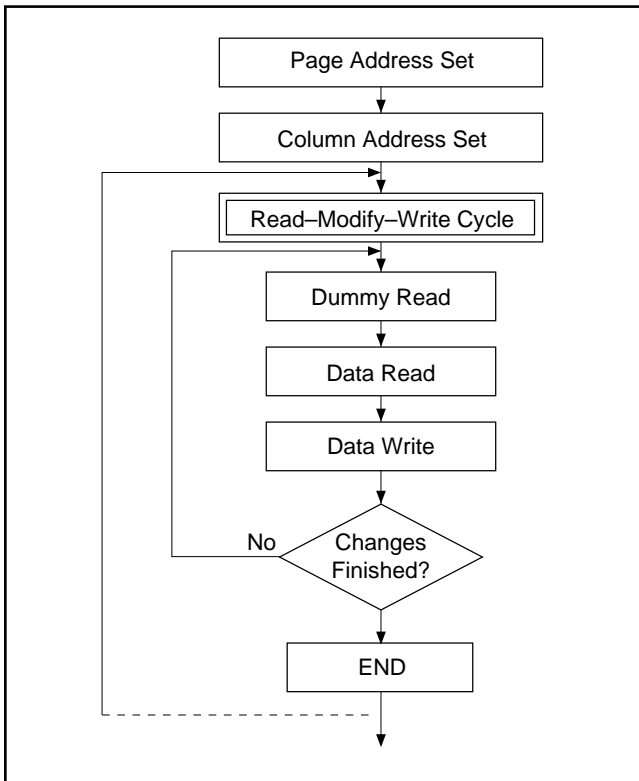 Page Address Set
Column Address Set
Read–Modify–Write Cycle
Dummy Read
Data Read
Data Write
No
Changes
Finished?
END